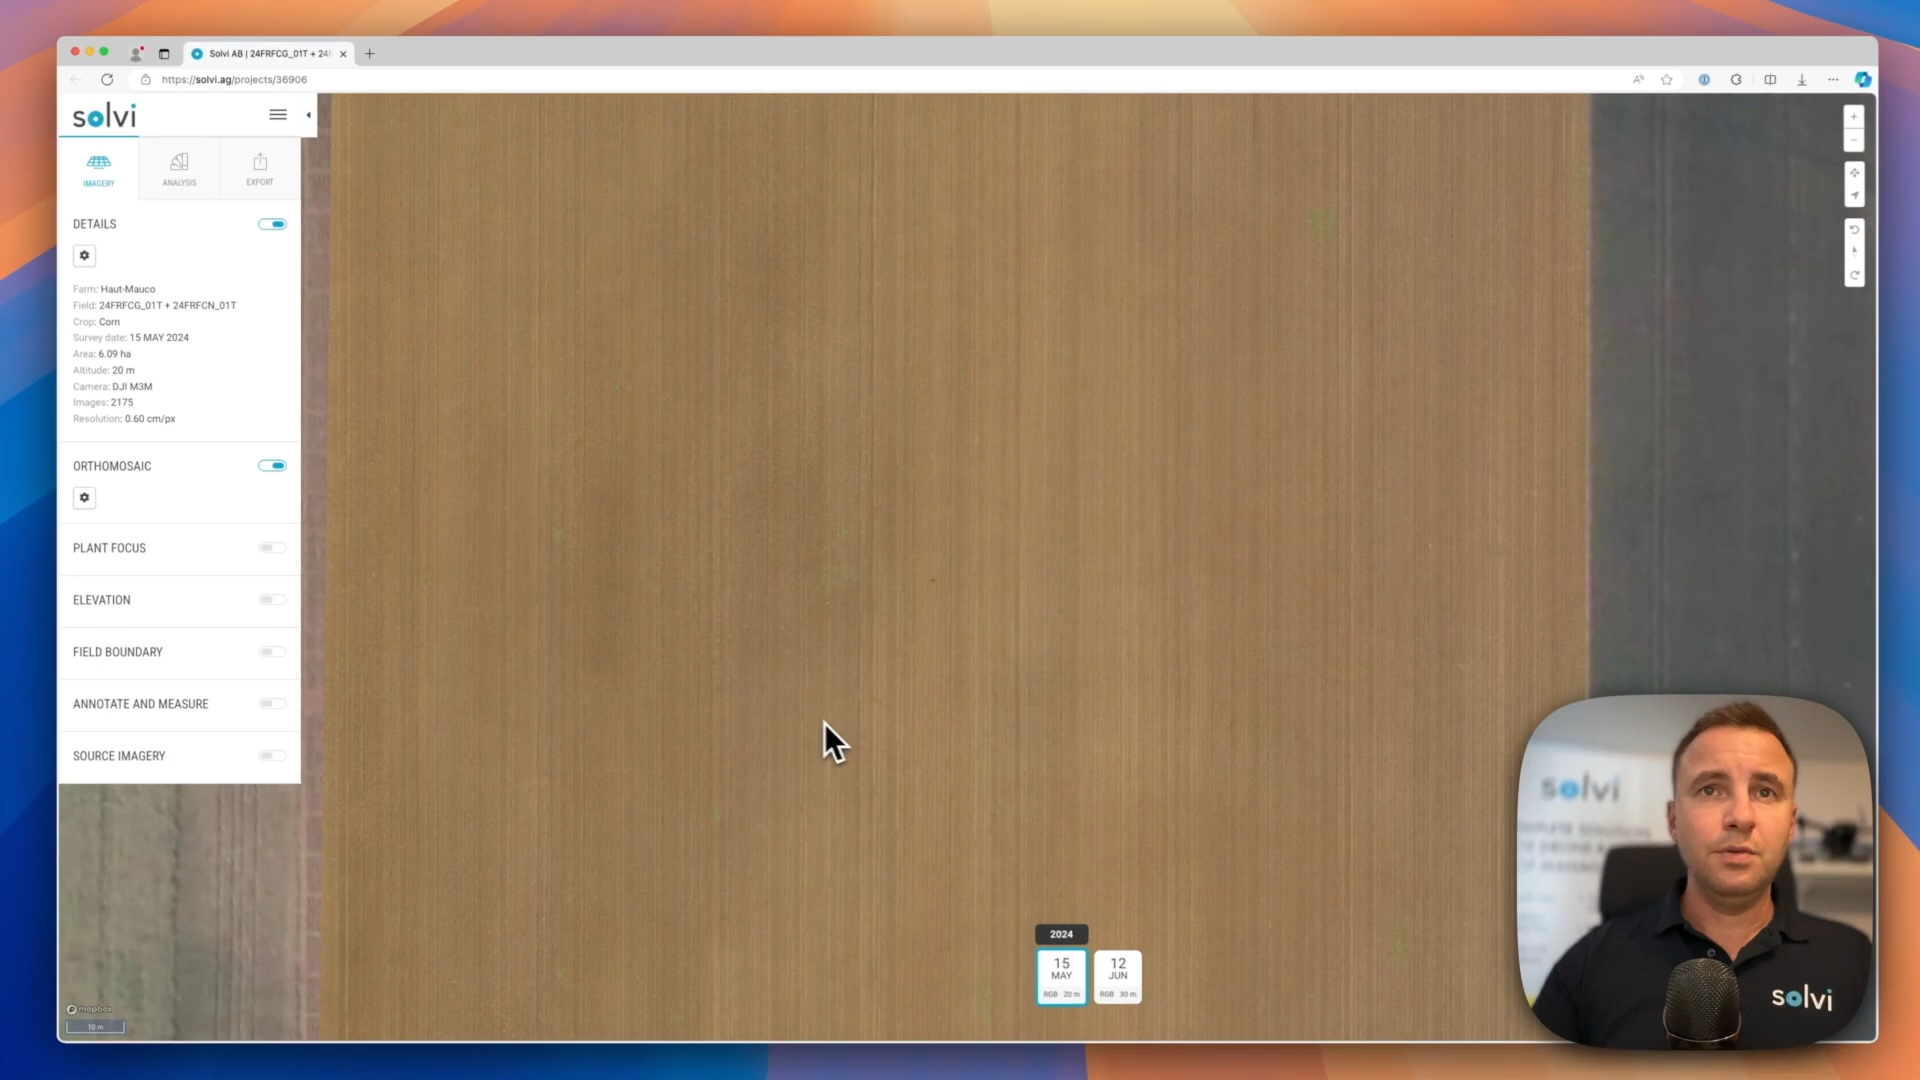 Solvi AB | 24FRFCG_01T + 24
https://solvi.ag/projects/36906
solvi
IMAGERY
ANALYSIS
EXPORT
DETAILS
Farm: Haut-Mauco
Field: 24FRFCG_01T + 24FRFCN_01T
Crop: Corn
Survey date: 15 MAY 2024
Area: 6.09 ha
Altitude: 20 m
Camera: DJI M3M
Images: 2175
Resolution: 0.60 cm/px
ORTHOMOSAIC
PLANT FOCUS
ELEVATION
FIELD BOUNDARY
ANNOTATE AND MEASURE
SOURCE IMAGERY
mapbox
10 m
2024
15
MAY
RGB 20 m
12
JUN
RGB 30 m
solvi
solvi